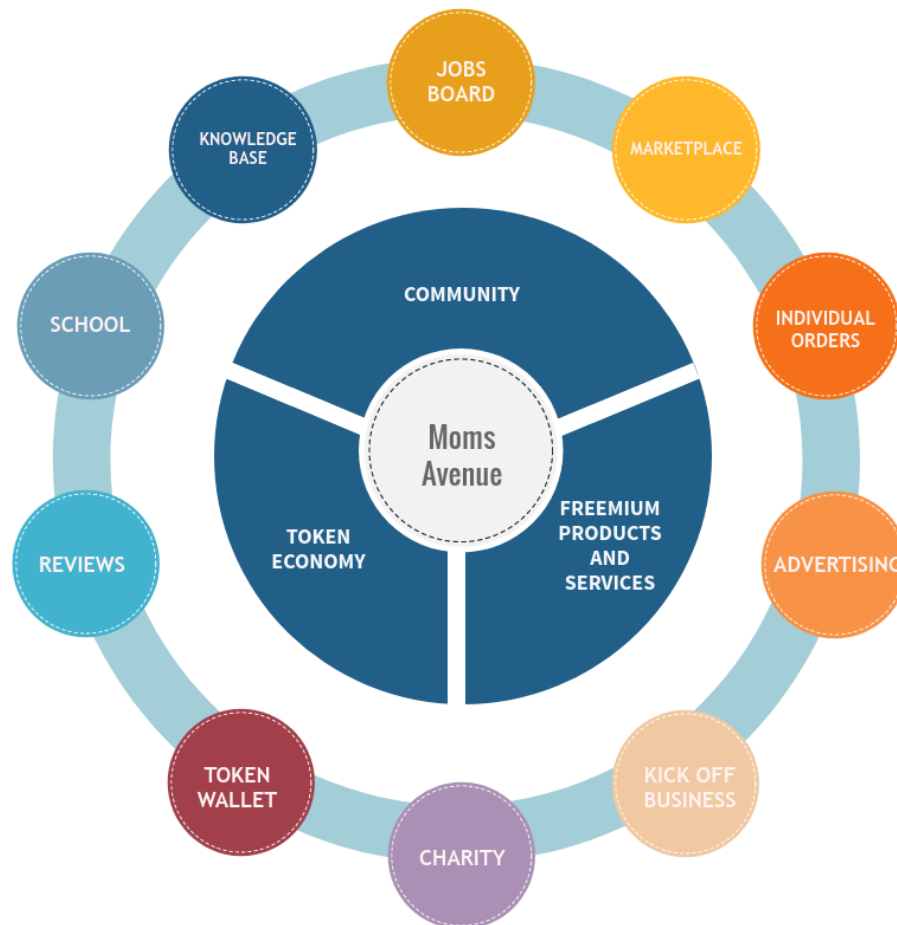 JOBS
BOARD
KNOWLEDGE
BASE
MARKETPLACE
COMMUNITY
SCHOOL
INDIVIDUAL
ORDERS
Moms
Avenue
TOKEN
ECONOMY
FREEMIUM
PRODUCTS
AND
SERVICES
REVIEWS
ADVERTISING
TOKEN
WALLET
KICK OFF
BUSINESS
CHARITY